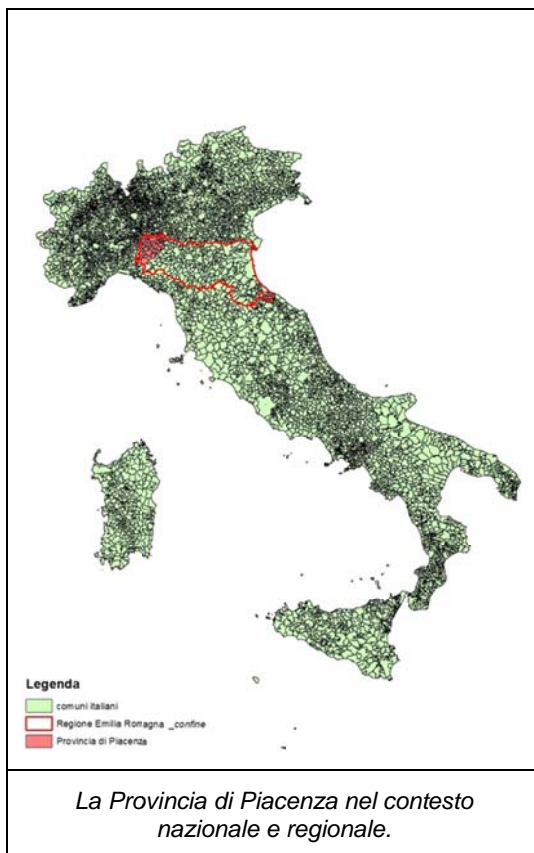 Legenda
comuni Italiani
Regione Emilia Romagna _confine
Provincia di Piacenza
La Provincia di Piacenza nel contesto
nazionale e regionale.